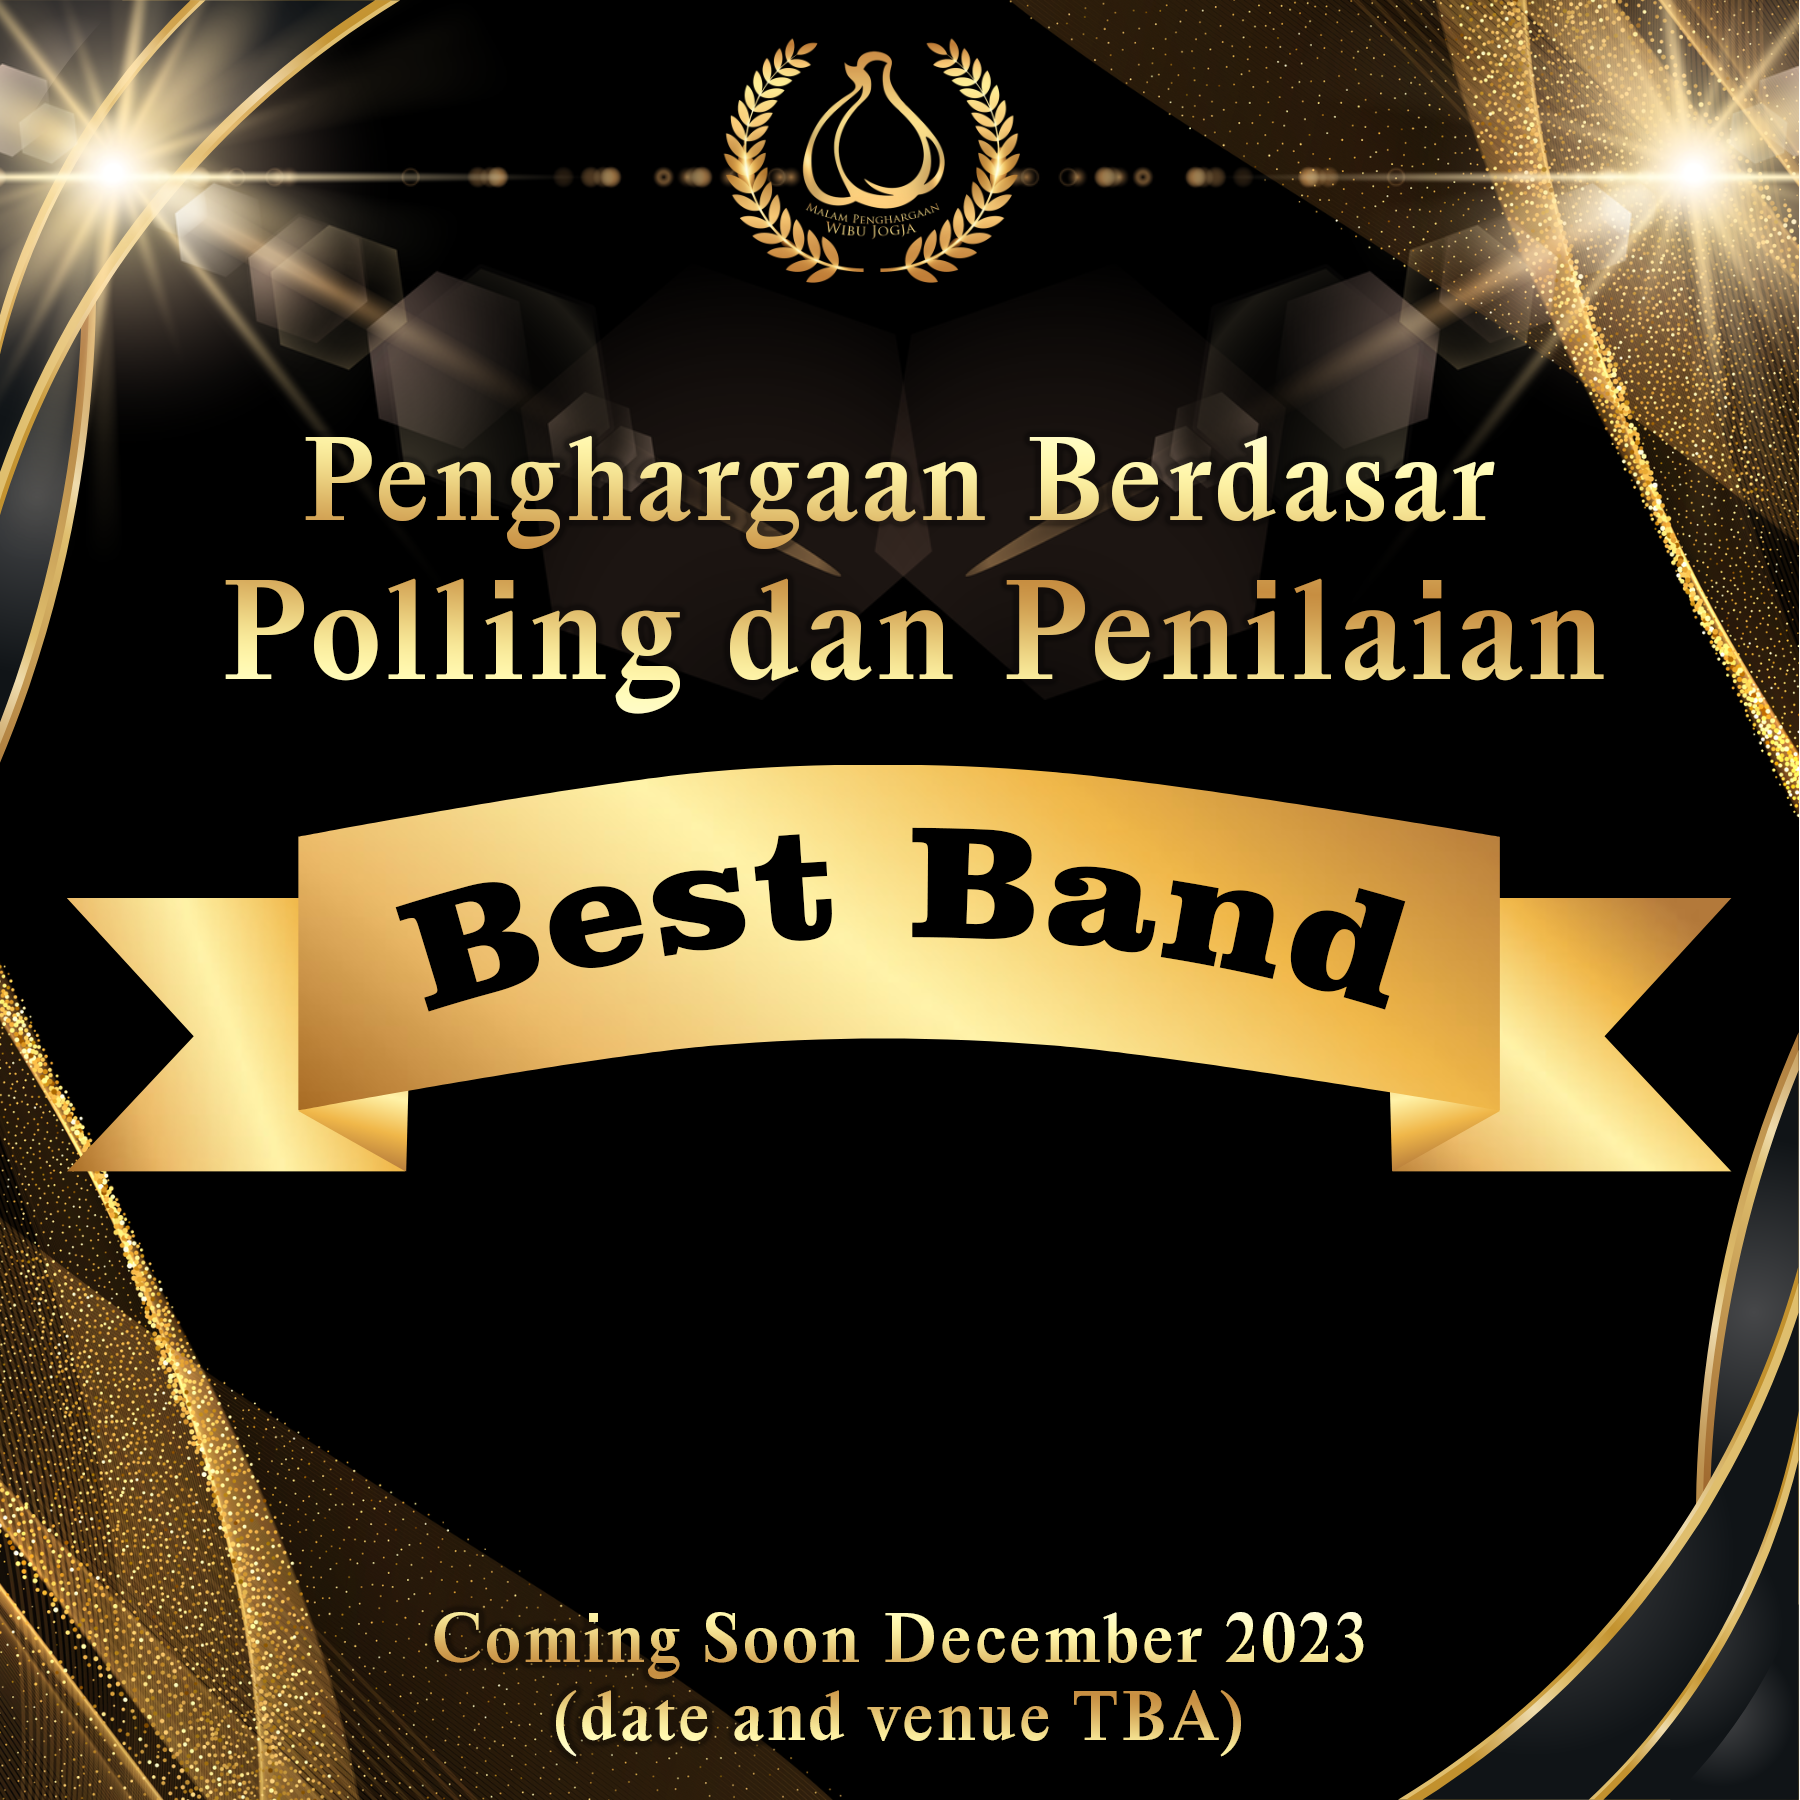 Malam Penghargaan
Wibu Jogja
Penghargaan Berdasar
Polling dan Penilaian
Best Band
Coming Soon December 2023
(date and venue TBA)